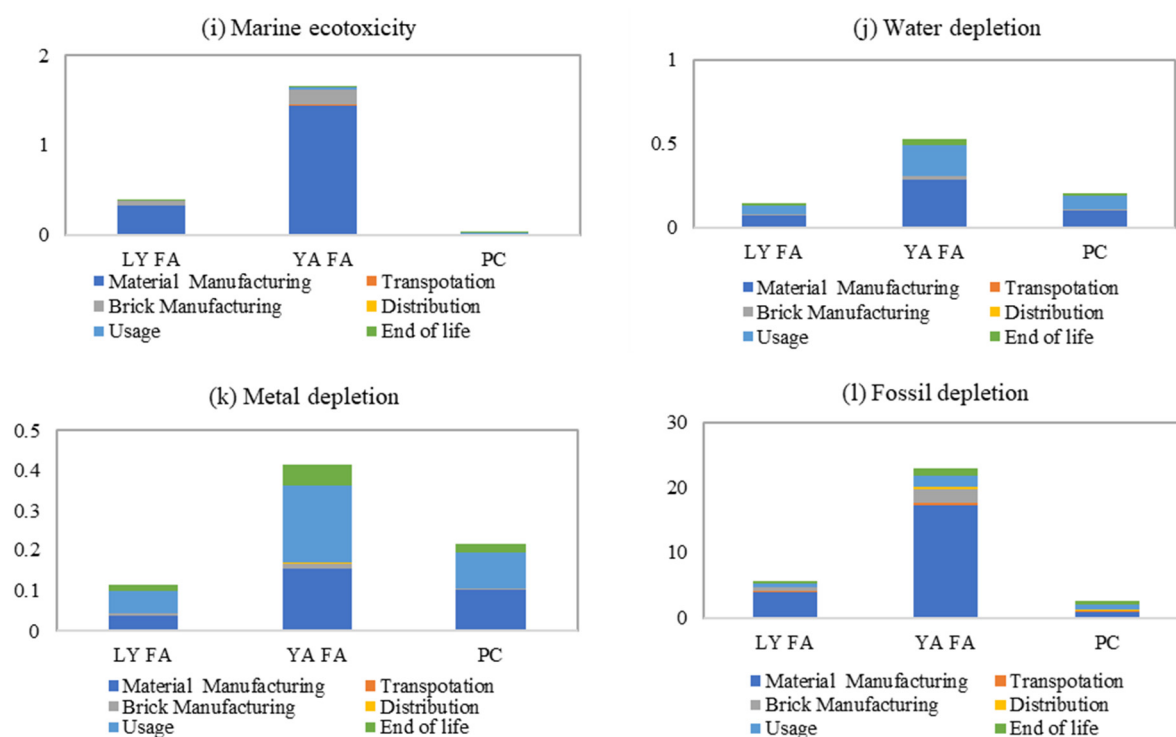 (i) Marine ecotoxicity
2
1
0
LY FA YA FA PC
Material Manufacturing Transpotation
Brick Manufacturing Distribution
Usage End of life
(j) Water depletion
1
0.5
0
LY FA YA FA PC
Material Manufacturing Transpotation
Brick Manufacturing Distribution
Usage End of life
(k) Metal depletion
0.5
0.4
0.3
0.2
0.1
0
LY FA YA FA PC
Material Manufacturing Transpotation
Brick Manufacturing Distribution
Usage End of life
(l) Fossil depletion
30
20
10
0
LY FA YA FA PC
Material Manufacturing Transpotation
Brick Manufacturing Distribution
Usage End of life